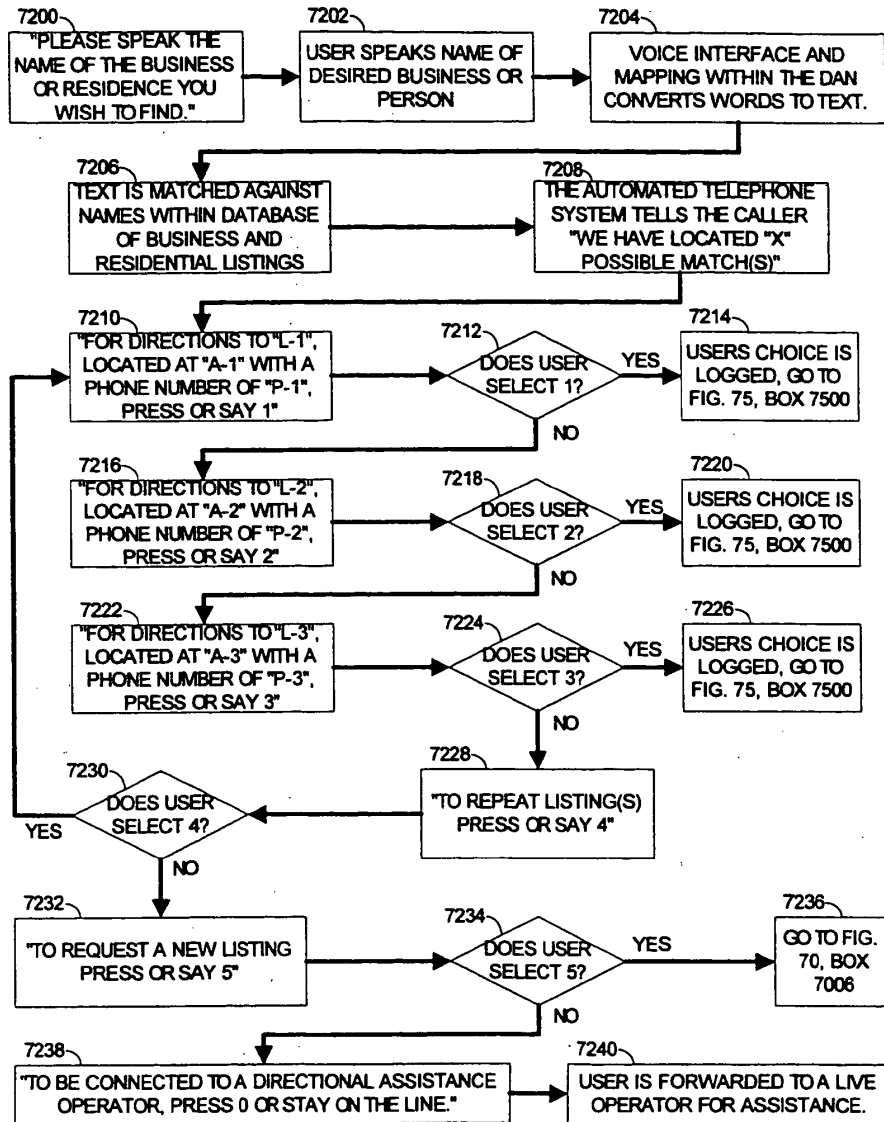 7200
"PLEASE SPEAK THE
NAME OF THE BUSINESS
OR RESIDENCE YOU
WISH TO FIND."
7202
USER SPEAKS NAME OF
DESIRED BUSINESS OR
PERSON
7204
VOICE INTERFACE AND
MAPPING WITHIN THE DAN
CONVERTS WORDS TO TEXT.
7206
TEXT IS MATCHED AGAINST
NAMES WITHIN DATABASE
OF BUSINESS AND
RESIDENTIAL LISTINGS
7208
THE AUTOMATED TELEPHONE
SYSTEM TELLS THE CALLER
"WE HAVE LOCATED "X"
POSSIBLE MATCH(S)"
7210
"FOR DIRECTIONS TO "L-1",
LOCATED AT "A-1" WITH A
PHONE NUMBER OF "P-1",
PRESS OR SAY 1"
7212
DOES USER
SELECT 1?
YES
NO
7214
USERS CHOICE IS
LOGGED, GO TO
FIG. 75, BOX 7500
7216
"FOR DIRECTIONS TO "L-2",
LOCATED AT "A-2" WITH A
PHONE NUMBER OF "P-2",
PRESS OR SAY 2"
7218
DOES USER
SELECT 2?
YES
NO
7220
USERS CHOICE IS
LOGGED, GO TO
FIG. 75, BOX 7500
7222
"FOR DIRECTIONS TO "L-3",
LOCATED AT "A-3" WITH A
PHONE NUMBER OF "P-3",
PRESS OR SAY 3"
7224
DOES USER
SELECT 3?
YES
NO
7226
USERS CHOICE IS
LOGGED, GO TO
FIG. 75, BOX 7500
7228
"TO REPEAT LISTING(S)
PRESS OR SAY 4"
7230
DOES USER
SELECT 4?
YES
NO
7232
"TO REQUEST A NEW LISTING
PRESS OR SAY 5"
7234
DOES USER
SELECT 5?
YES
NO
7236
GO TO FIG.
70, BOX
7006
7238
"TO BE CONNECTED TO A DIRECTIONAL ASSISTANCE
OPERATOR, PRESS 0 OR STAY ON THE LINE."
7240
USER IS FORWARDED TO A LIVE
OPERATOR FOR ASSISTANCE.